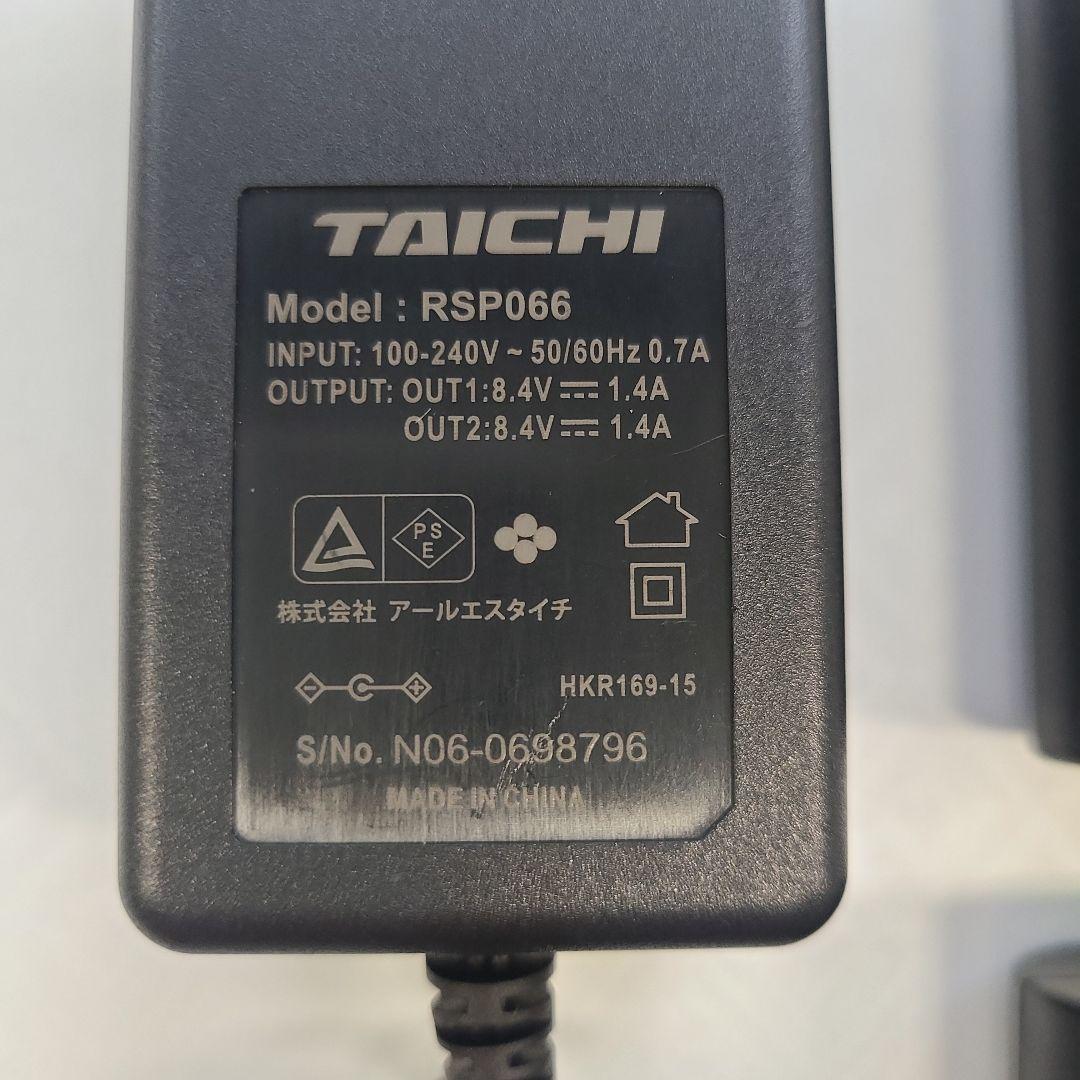 TAICHI
Model : RSP066
INPUT: 100-240V ~ 50/60Hz 0.7A
OUTPUT: OUT1:8.4V ⎓ 1.4A
OUT2:8.4V ⎓ 1.4A
PS
E
株式会社 アールエスタイチ
HKR169-15
S/No. N06-0698796
MADE IN CHINA